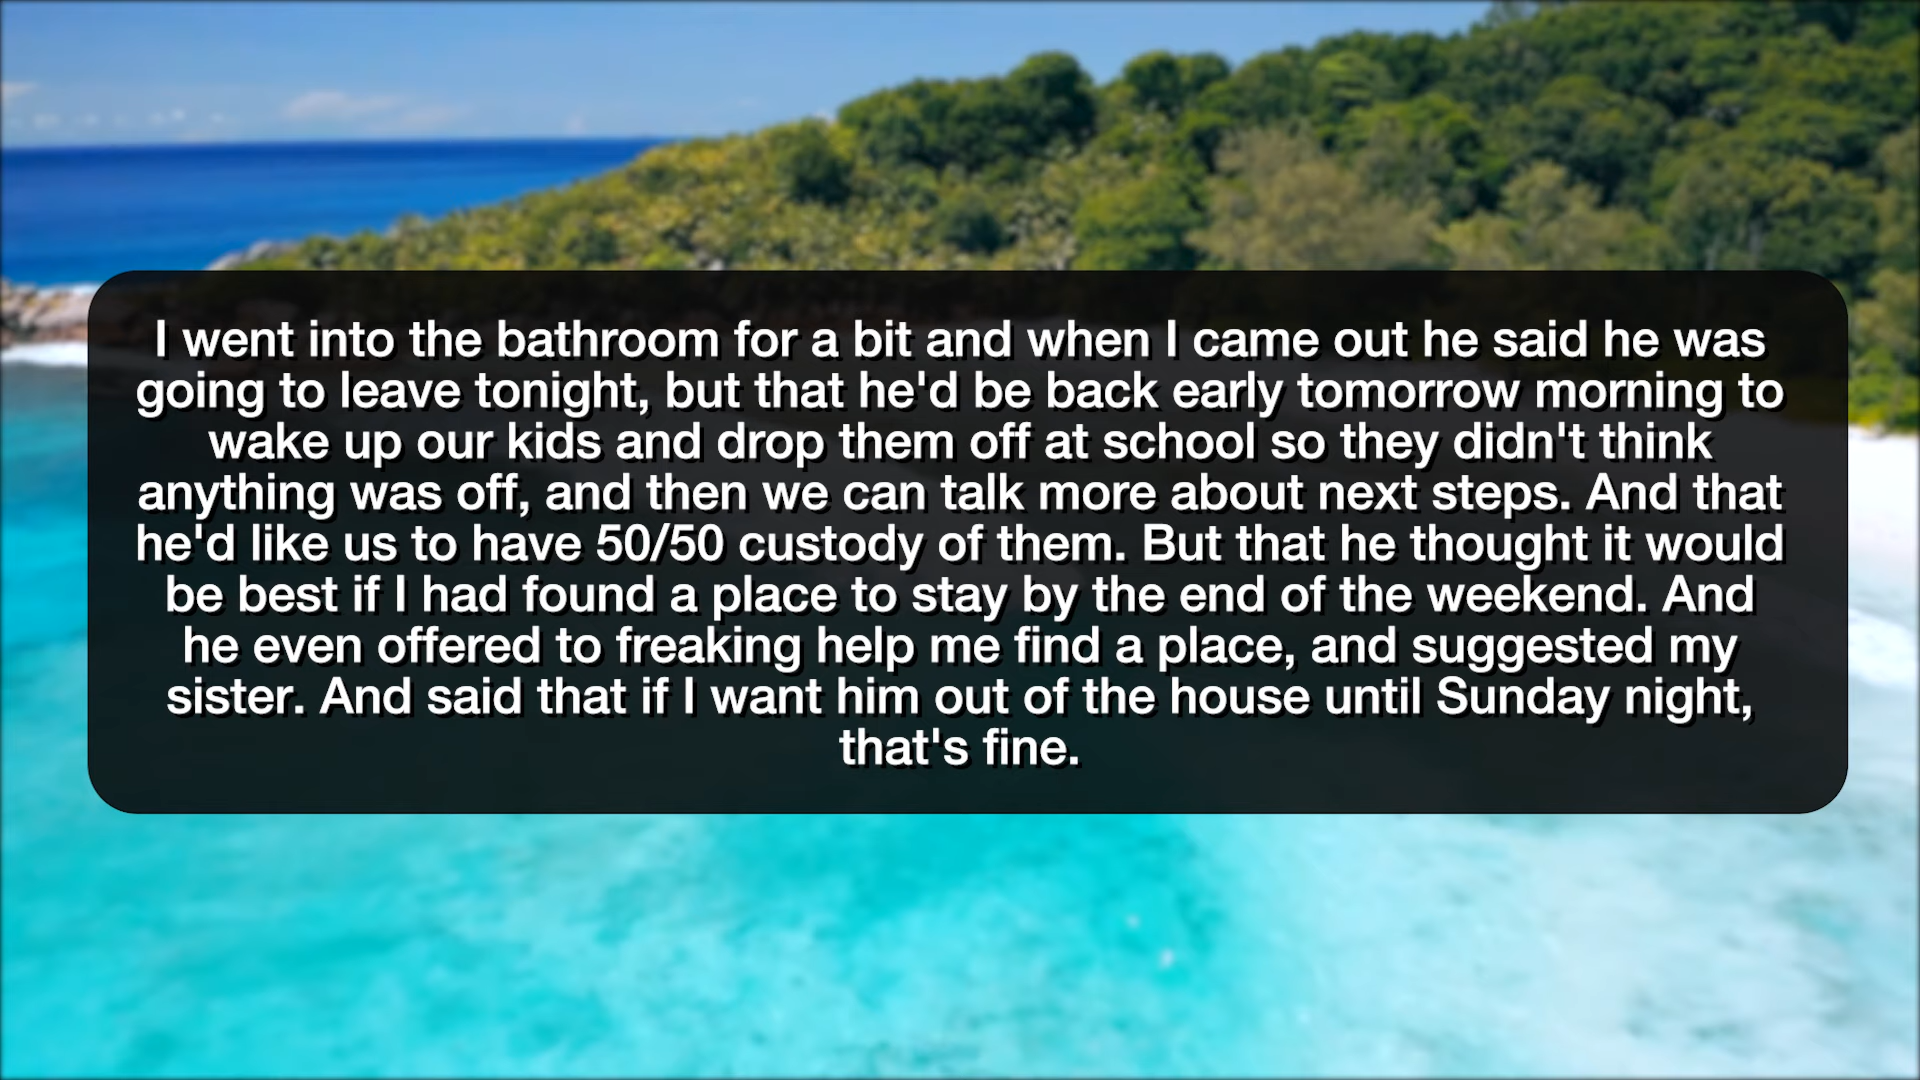 I went into the bathroom for a bit and when I came out he said he was
going to leave tonight, but that he'd be back early tomorrow morning to
wake up our kids and drop them off at school so they didn't think
anything was off, and then we can talk more about next steps. And that
he'd like us to have 50/50 custody of them. But that he thought it would
be best if I had found a place to stay by the end of the weekend. And
he even offered to freaking help me find a place, and suggested my
sister. And said that if I want him out of the house until Sunday night,
that's fine.